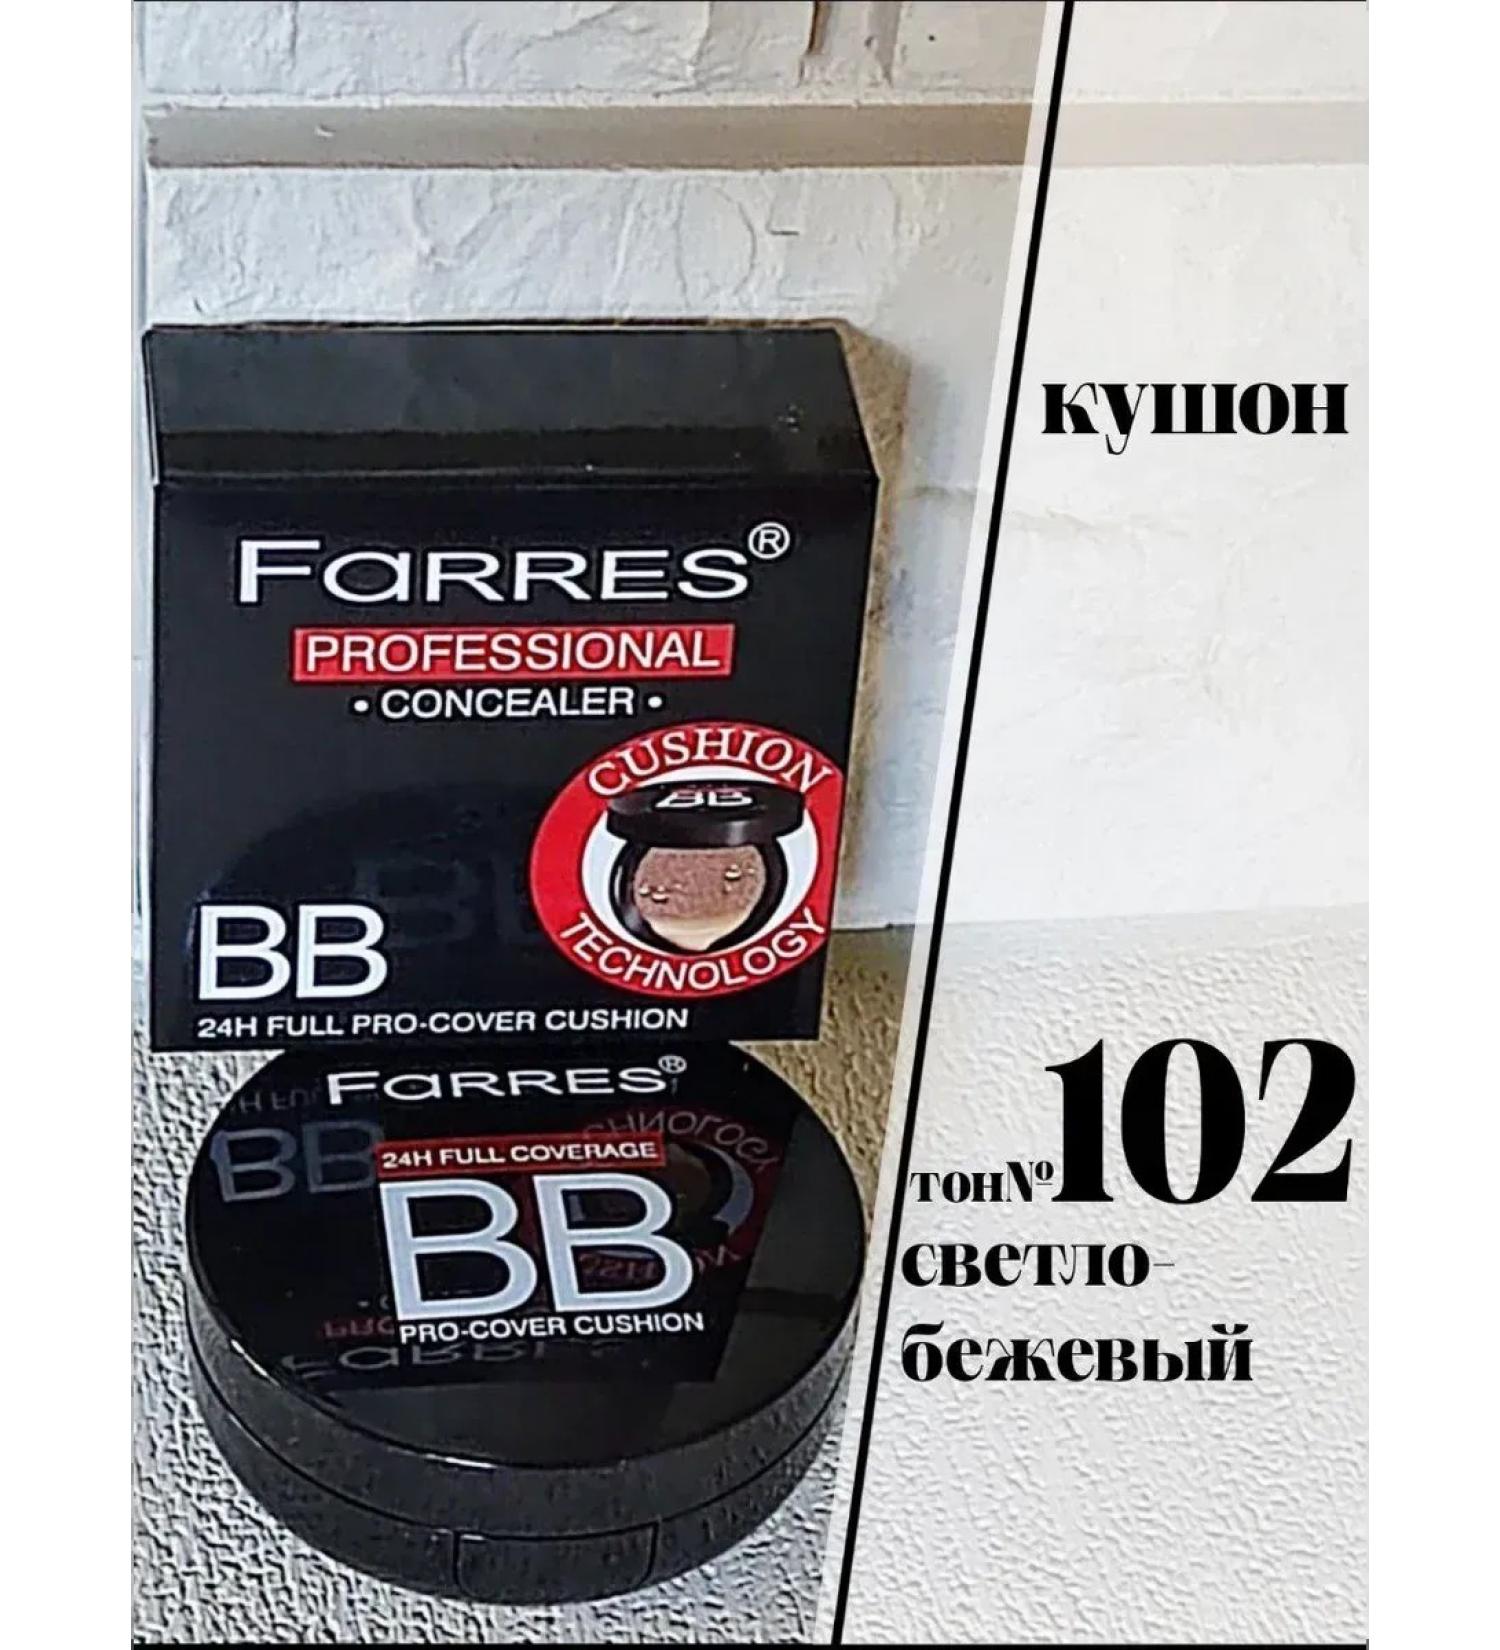 кушон
FARRES®
PROFESSIONAL
• CONCEALER •
CUSHION
BB
TECHNOLOGY
BB
24H FULL PRO-COVER CUSHION
FARRES®
24H FULL COVERAGE
BB
PRO-COVER CUSHION
тон№102
светло-
бежевый